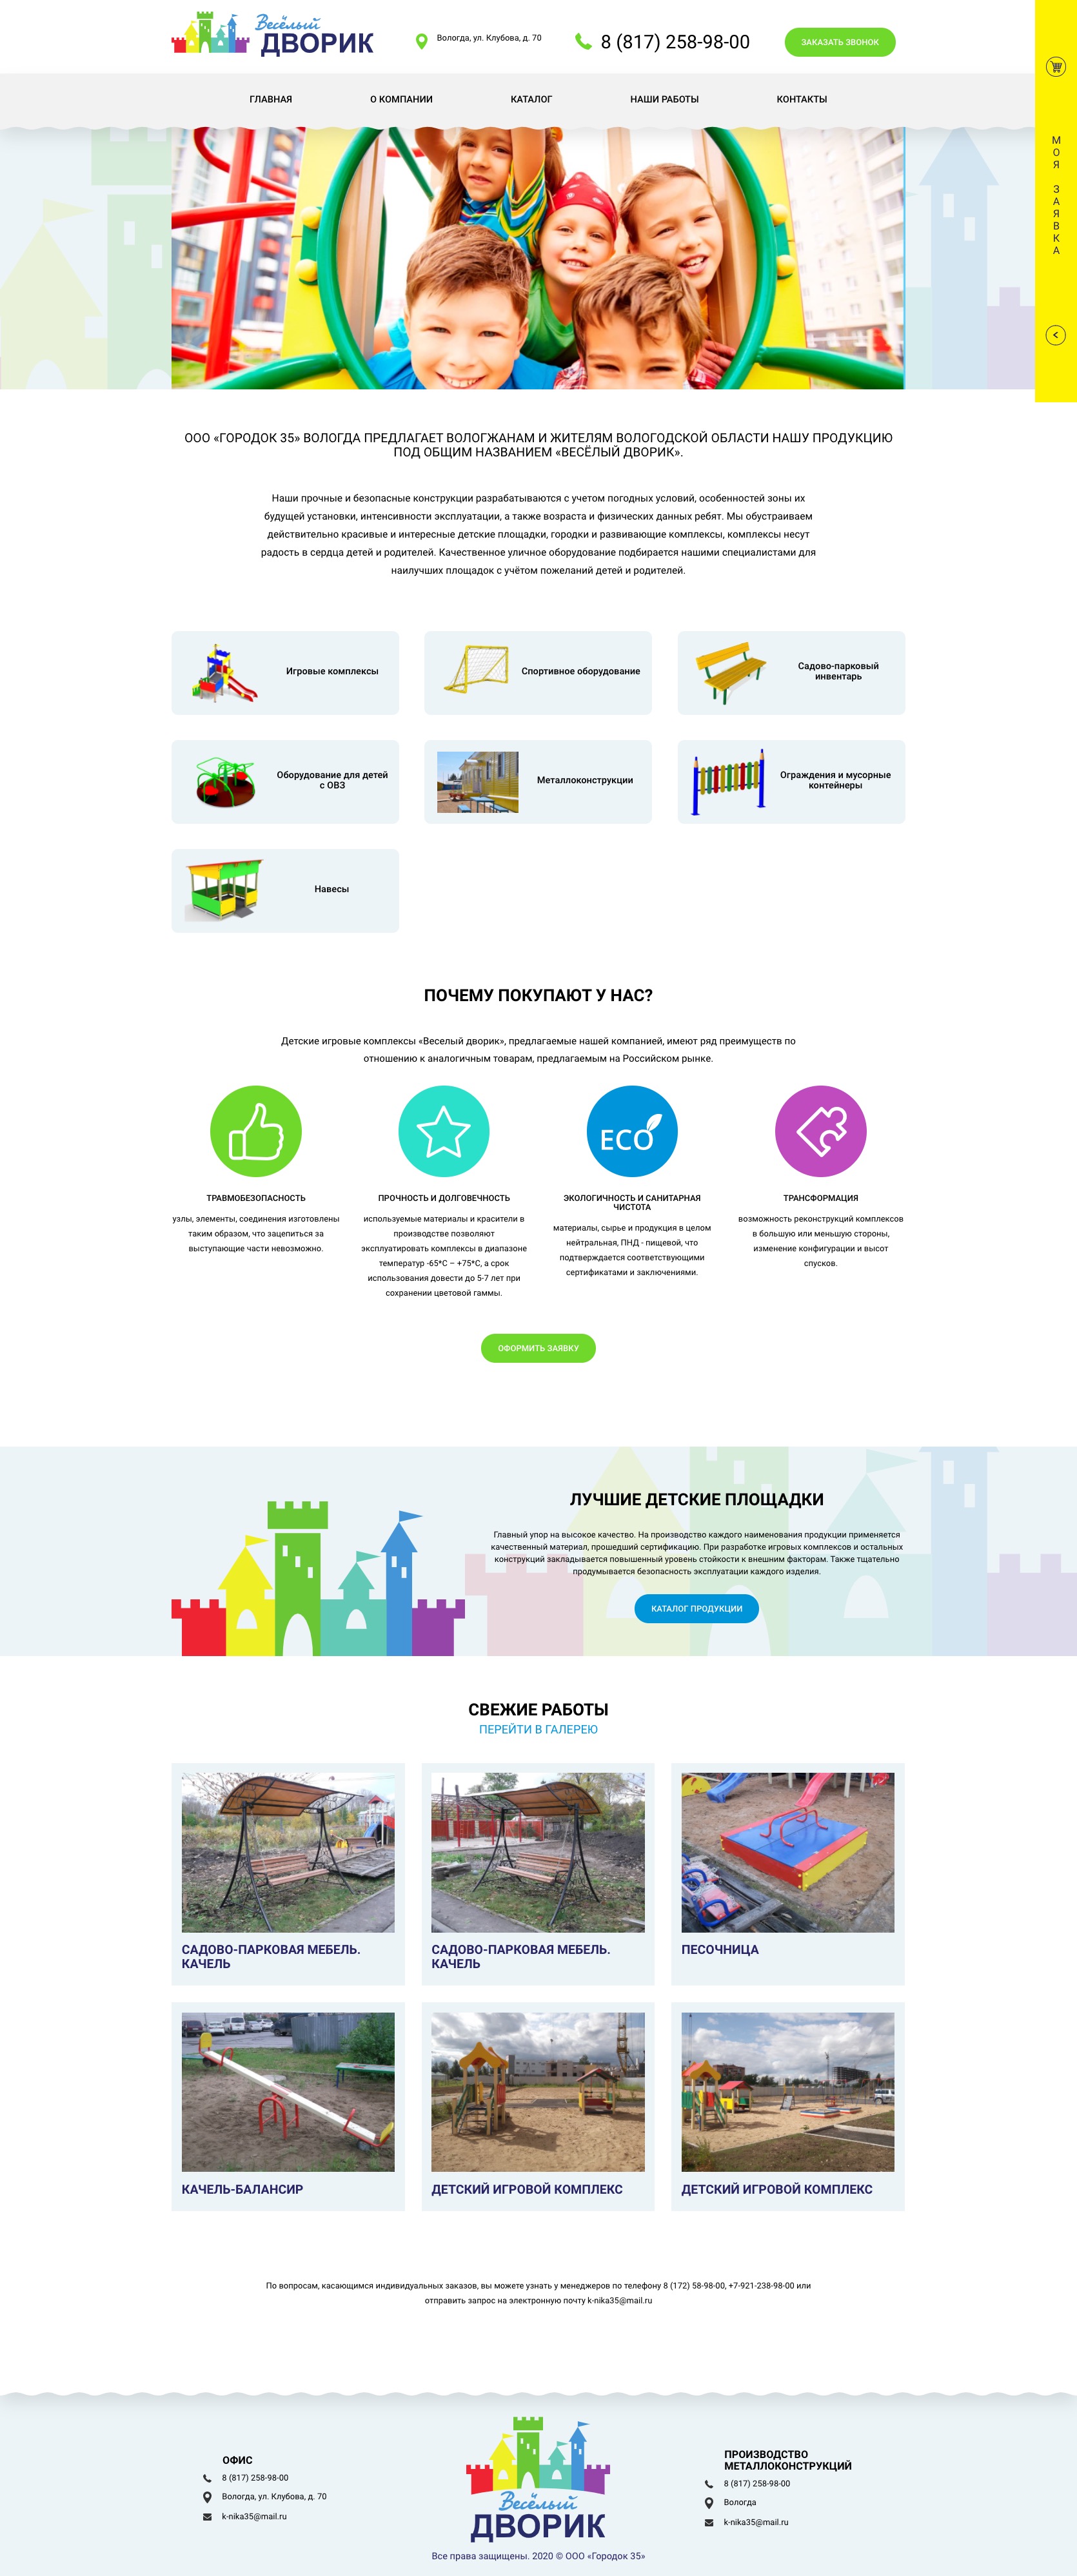 Весёлый
ДВОРИК
Вологда, ул. Клубова, д. 70
8 (817) 258-98-00
ЗАКАЗАТЬ ЗВОНОК
ГЛАВНАЯ
О КОМПАНИИ
КАТАЛОГ
НАШИ РАБОТЫ
КОНТАКТЫ
МОЯ ЗАЯВКА
ООО «ГОРОДОК 35» ВОЛОГДА ПРЕДЛАГАЕТ ВОЛОГЖАНАМ И ЖИТЕЛЯМ ВОЛОГОДСКОЙ ОБЛАСТИ НАШУ ПРОДУКЦИЮ
ПОД ОБЩИМ НАЗВАНИЕМ «ВЕСЁЛЫЙ ДВОРИК».
Наши прочные и безопасные конструкции разрабатываются с учетом погодных условий, особенностей зоны их
будущей установки, интенсивности эксплуатации, а также возраста и физических данных ребят. Мы обустраиваем
действительно красивые и интересные детские площадки, городки и развивающие комплексы, комплексы несут
радость в сердца детей и родителей. Качественное уличное оборудование подбирается нашими специалистами для
наилучших площадок с учётом пожеланий детей и родителей.
Игровые комплексы
Спортивное оборудование
Садово-парковый
инвентарь
Оборудование для детей
с ОВЗ
Металлоконструкции
Ограждения и мусорные
контейнеры
Навесы
ПОЧЕМУ ПОКУПАЮТ У НАС?
Детские игровые комплексы «Веселый дворик», предлагаемые нашей компанией, имеют ряд преимуществ по
отношению к аналогичным товарам, предлагаемым на Российском рынке.
ECO
ТРАВМОБЕЗОПАСНОСТЬ
узлы, элементы, соединения изготовлены
таким образом, что зацепиться за
выступающие части невозможно.
ПРОЧНОСТЬ И ДОЛГОВЕЧНОСТЬ
используемые материалы и красители в
производстве позволяют
эксплуатировать комплексы в диапазоне
температур -65*С – +75*С, а срок
использования довести до 5-7 лет при
сохранении цветовой гаммы.
ЭКОЛОГИЧНОСТЬ И САНИТАРНАЯ
ЧИСТОТА
материалы, сырье и продукция в целом
нейтральная, ПНД - пищевой, что
подтверждается соответствующими
сертификатами и заключениями.
ТРАНСФОРМАЦИЯ
возможность реконструкций комплексов
в большую или меньшую стороны,
изменение конфигурации и высот
спусков.
ОФОРМИТЬ ЗАЯВКУ
ЛУЧШИЕ ДЕТСКИЕ ПЛОЩАДКИ
Главный упор на высокое качество. На производство каждого наименования продукции применяется
качественный материал, прошедший сертификацию. При разработке игровых комплексов и остальных
конструкций закладывается повышенный уровень стойкости к внешним факторам. Также тщательно
продумывается безопасность эксплуатации каждого изделия.
КАТАЛОГ ПРОДУКЦИИ
СВЕЖИЕ РАБОТЫ
ПЕРЕЙТИ В ГАЛЕРЕЮ
САДОВО-ПАРКОВАЯ МЕБЕЛЬ.
КАЧЕЛЬ
САДОВО-ПАРКОВАЯ МЕБЕЛЬ.
КАЧЕЛЬ
ПЕСОЧНИЦА
КАЧЕЛЬ-БАЛАНСИР
ДЕТСКИЙ ИГРОВОЙ КОМПЛЕКС
ДЕТСКИЙ ИГРОВОЙ КОМПЛЕКС
По вопросам, касающимся индивидуальных заказов, вы можете узнать у менеджеров по телефону 8 (172) 58-98-00, +7-921-238-98-00 или
отправить запрос на электронную почту k-nika35@mail.ru
ОФИС
8 (817) 258-98-00
Вологда, ул. Клубова, д. 70
k-nika35@mail.ru
Весёлый
ДВОРИК
Все права защищены. 2020 © ООО «Городок 35»
ПРОИЗВОДСТВО
МЕТАЛЛОКОНСТРУКЦИЙ
8 (817) 258-98-00
Вологда
k-nika35@mail.ru